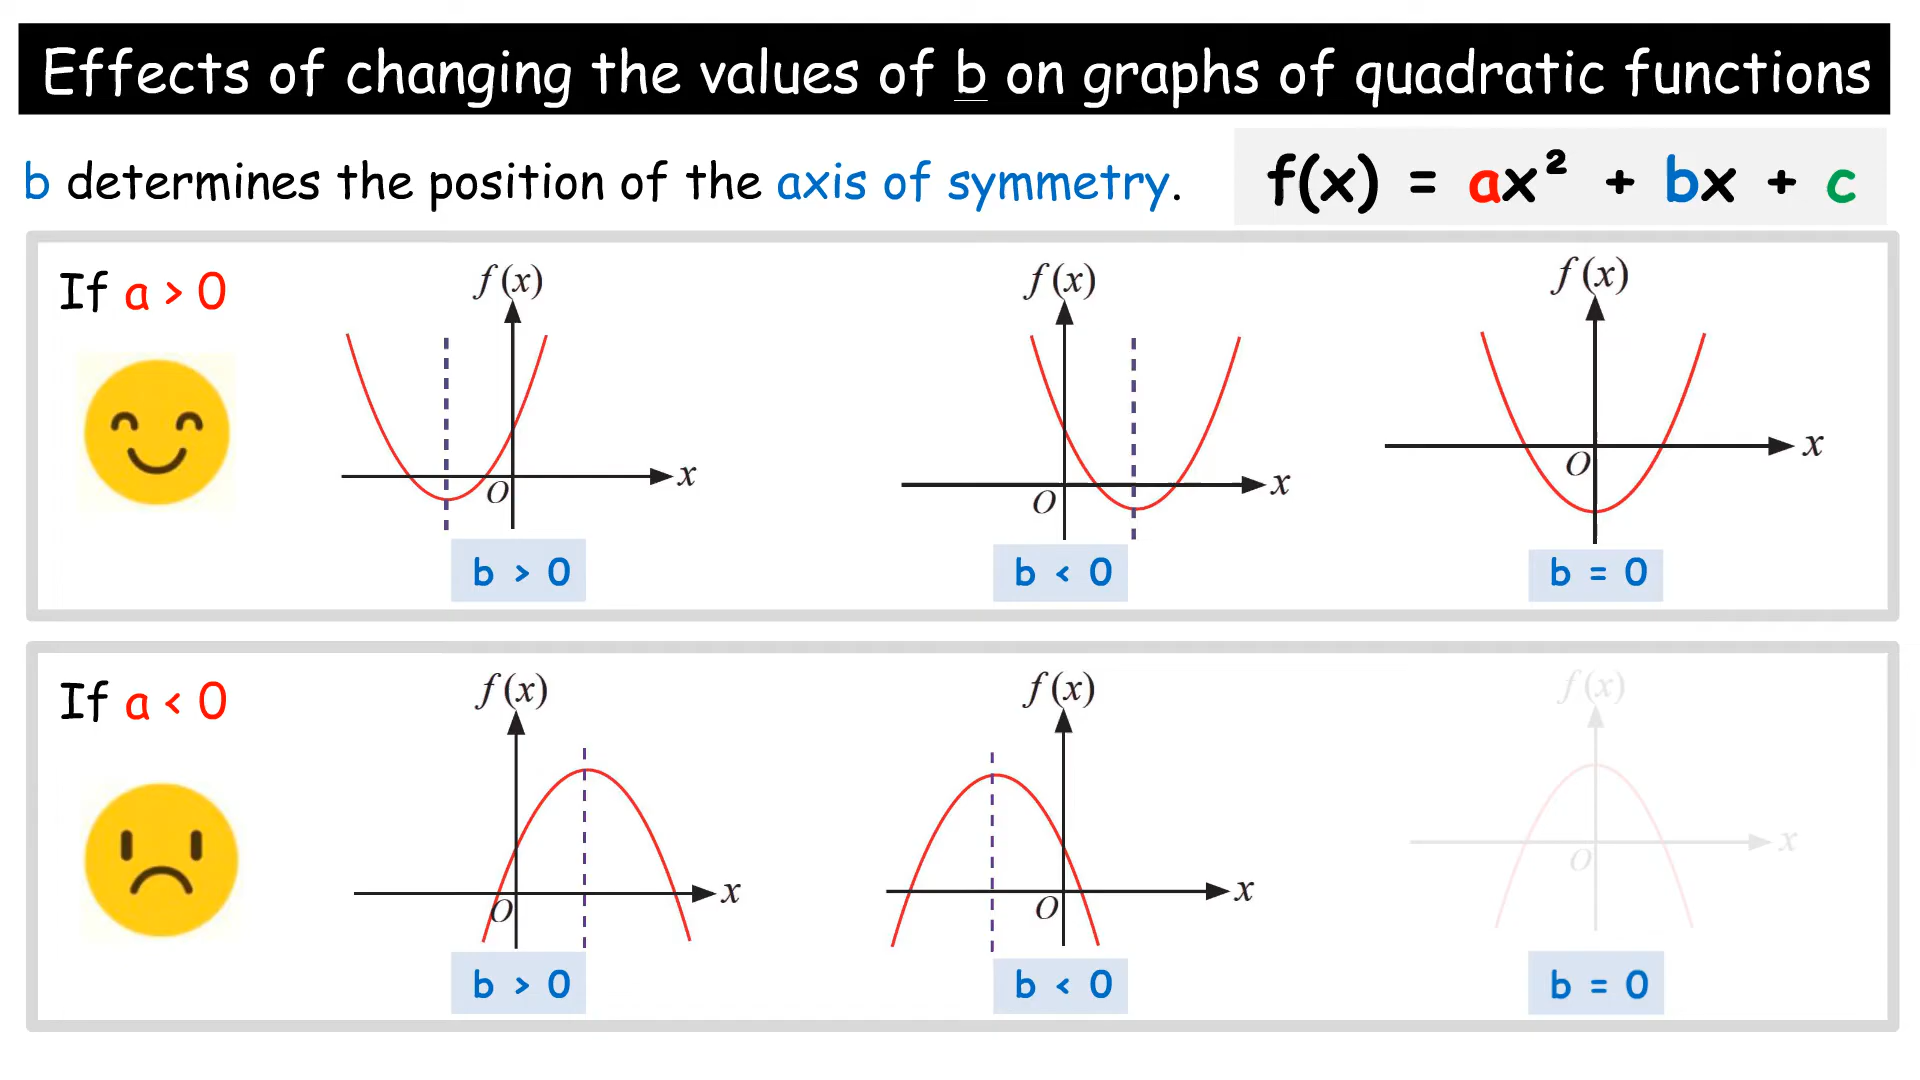 Effects of changing the values of b on graphs of quadratic functions
b determines the position of the axis of symmetry.
f(x) = ax² + bx + c
If a > 0
f(x)
x
O
b > 0
f(x)
x
O
b < 0
f(x)
x
O
b = 0
If a < 0
f(x)
x
O
b > 0
f(x)
x
O
b < 0
f(x)
x
O
b = 0